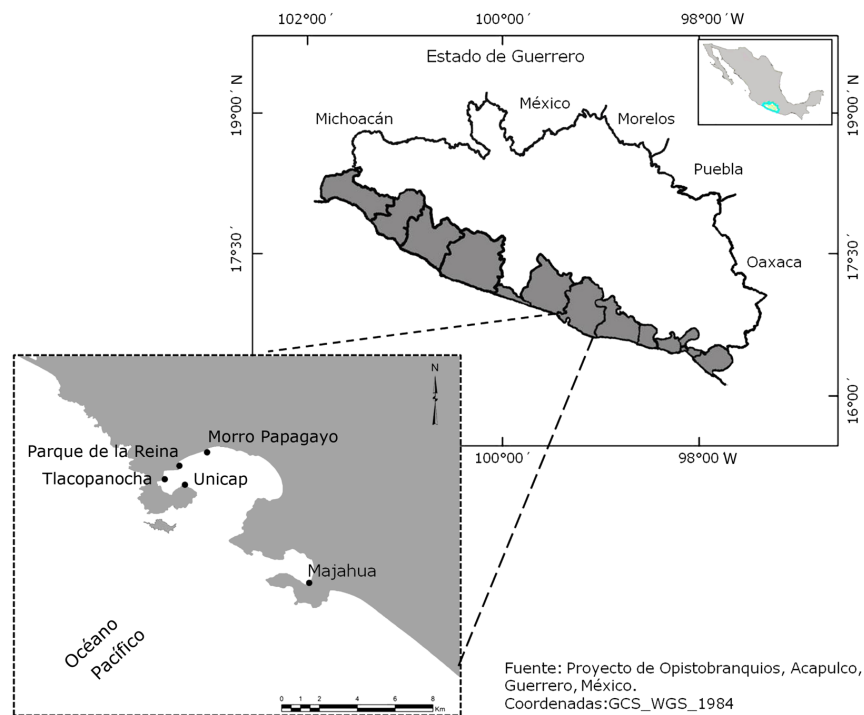 102°00´
100°00´
98°00´
Estado de Guerrero
19°00´ N
19°00´ N
México
Michoacán
Morelos
Puebla
17°30´
17°30´
Oaxaca
16°00´
100°00´
98°00 W
N
Morro Papagayo
Parque de la Reina
Tlacopanocha
Unicap
Majahua
Océano
Pacífico
0 1 2 4 6 8
Km
Fuente: Proyecto de Opistobranquios, Acapulco,
Guerrero, México.
Coordenadas:GCS_WGS_1984